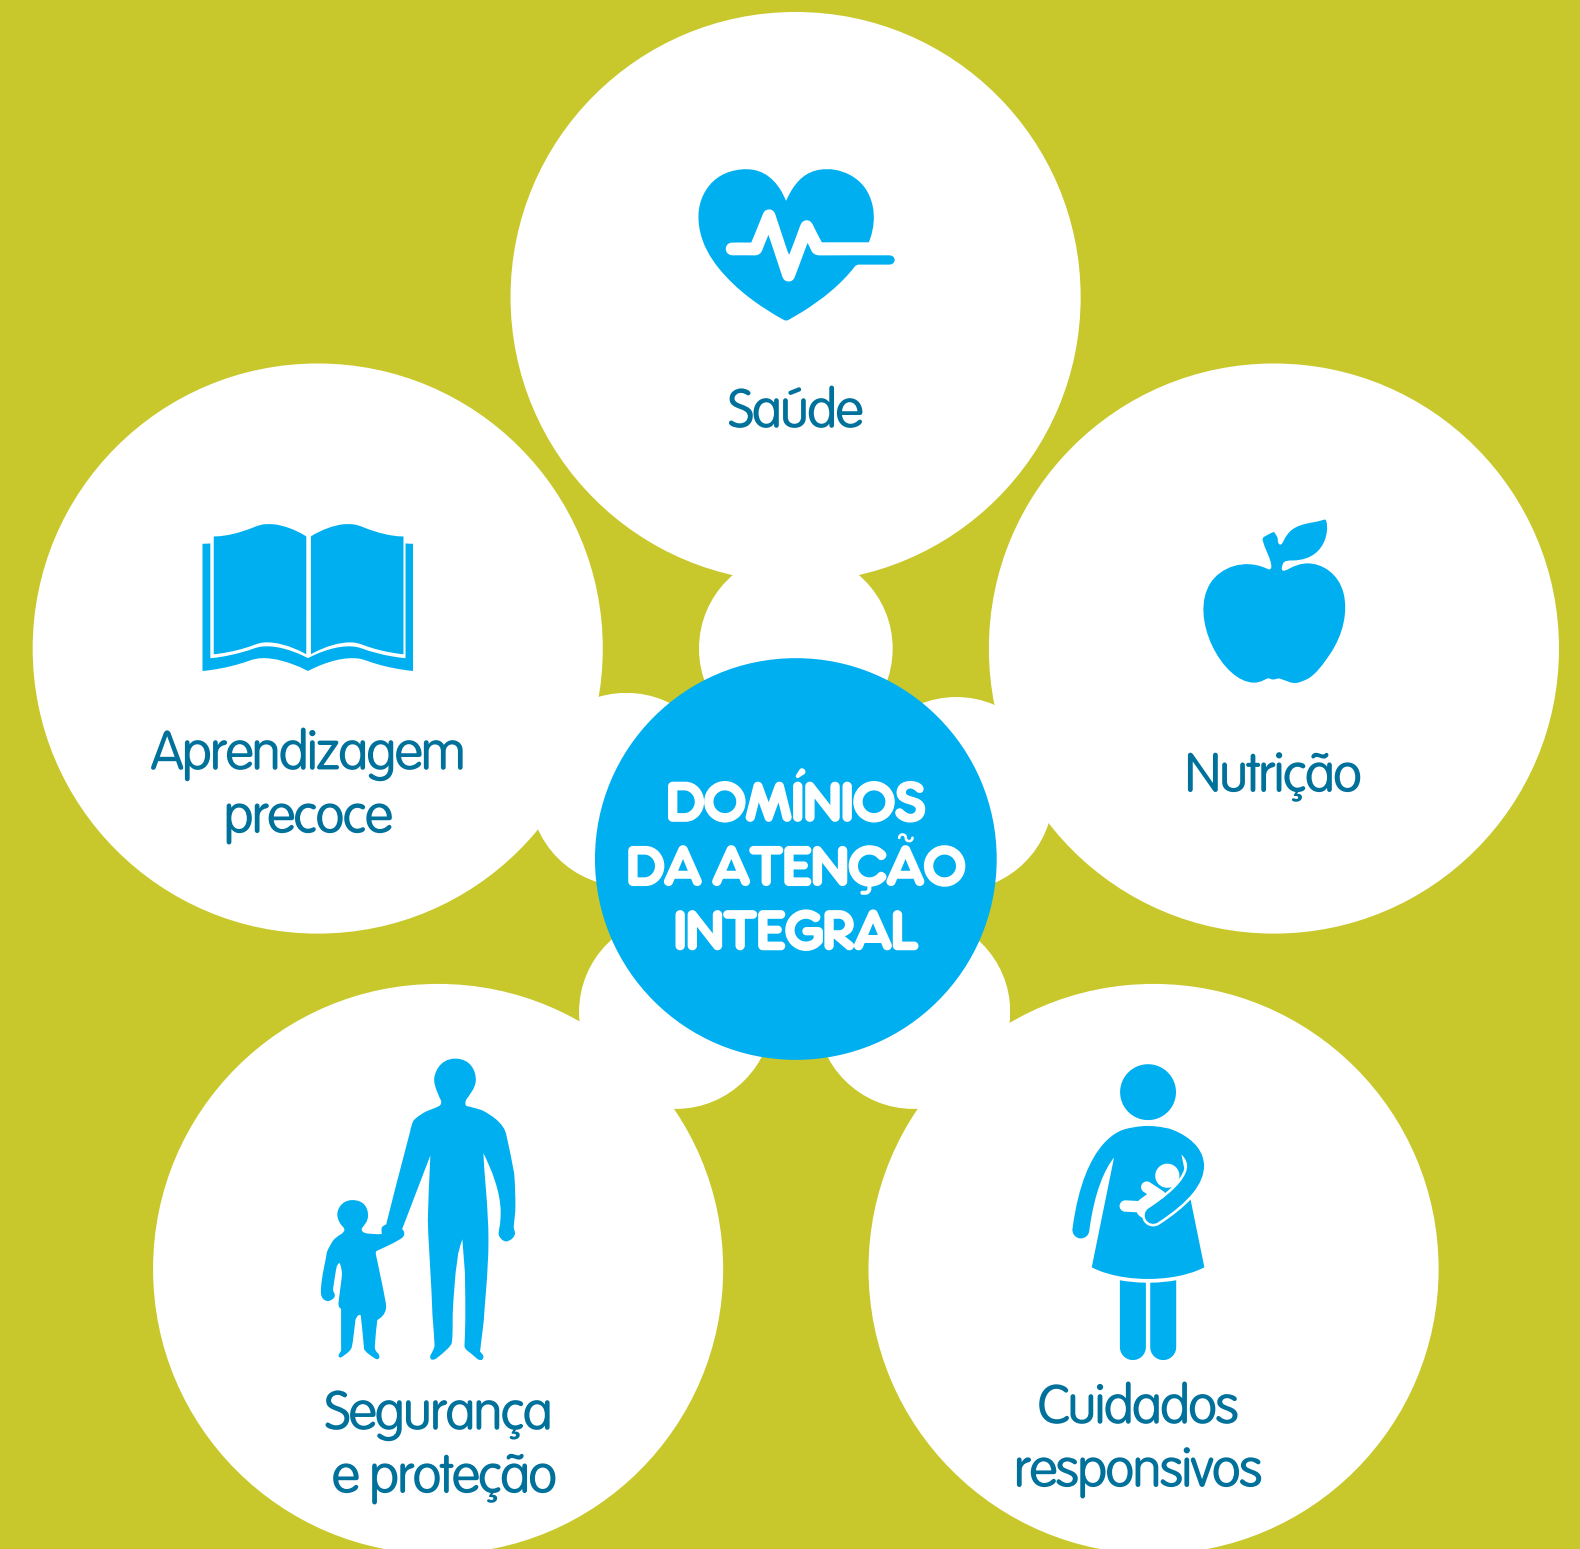 Saúde
Aprendizagem
precoce
Nutrição
DOMÍNIOS
DA ATENÇÃO
INTEGRAL
Segurança
e proteção
Cuidados
responsivos